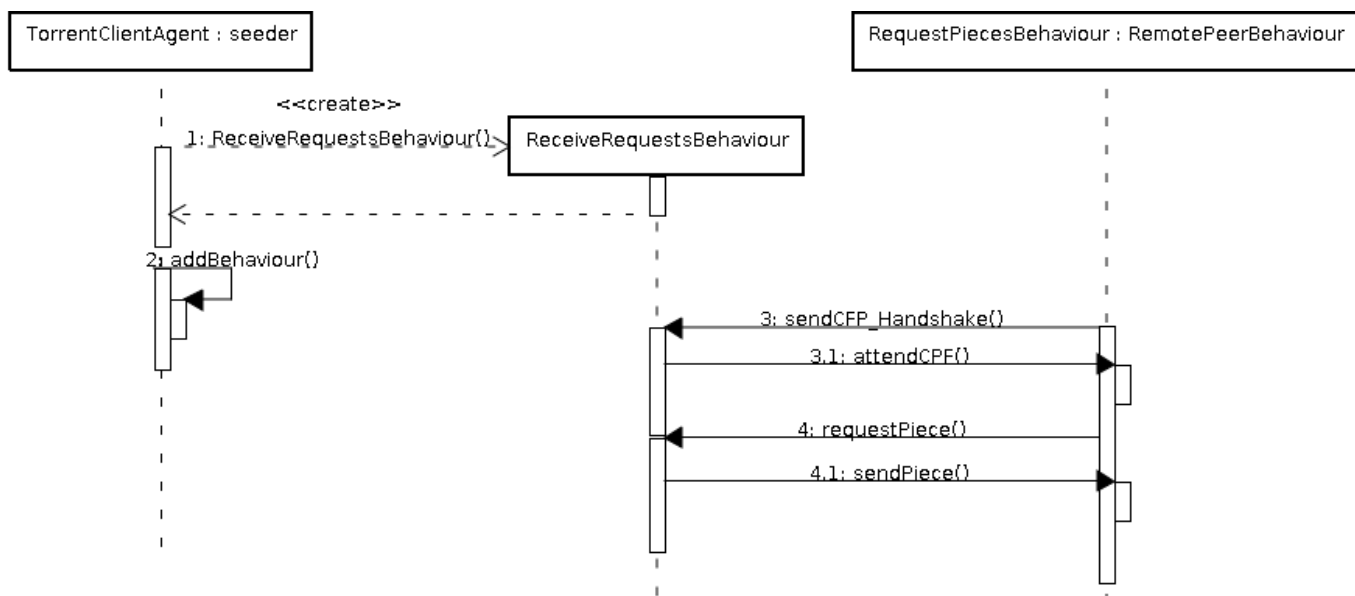 TorrentClientAgent : seeder
RequestPiecesBehaviour : RemotePeerBehaviour
<<create>>
1: ReceiveRequestsBehaviour()
ReceiveRequestsBehaviour
2: addBehaviour()
3: sendCFP_Handshake()
3.1: attendCPF()
4: requestPiece()
4.1: sendPiece()